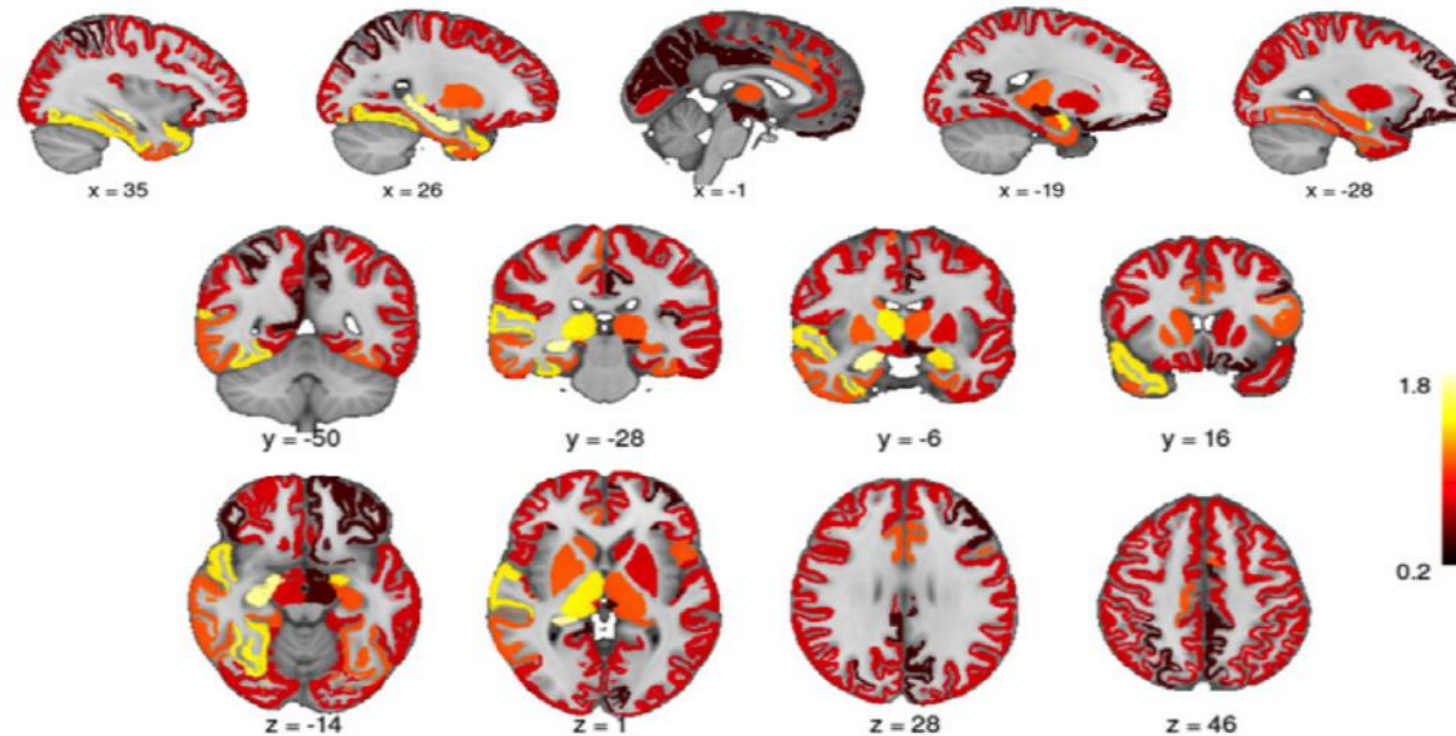 x = 35
x = 26
x = -1
x = -19
x = -28
y = -50
y = -28
y = -6
y = 16
1.8
0.2
z = -14
z = 1
z = 28
z = 46